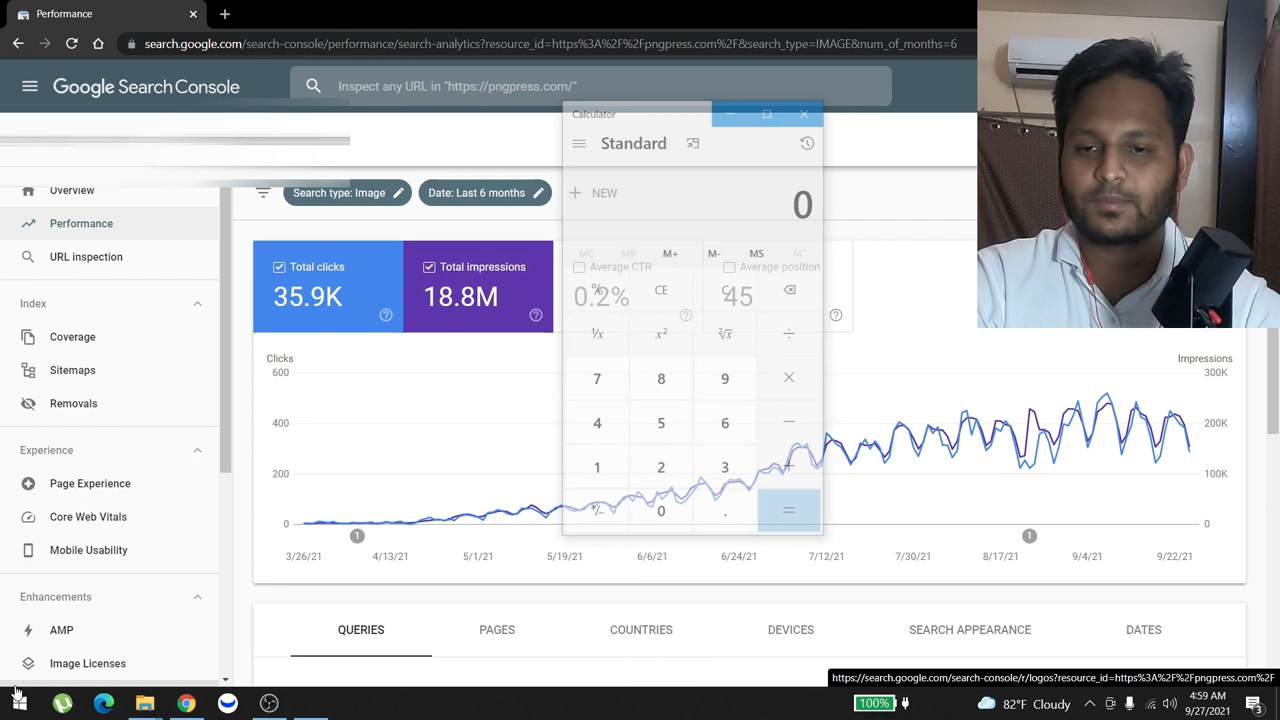 Performance
search.google.com/search-console/performance/search-analytics?resource_id=https%3A%2F%2Fpngpress.com%2F&search_type=IMAGE&num_of_months=6
Google Search Console
Inspect any URL in "https://pngpress.com/"
Calculator
Standard
NEW
0
MC MR M+ M- MS M˅
% CE C
⅟x x² ²√x ÷
7 8 9 ×
4 5 6 −
1 2 3 +
+/− 0 . =
Overview
Performance
URL inspection
Index
Coverage
Sitemaps
Removals
Experience
Page Experience
Core Web Vitals
Mobile Usability
Enhancements
AMP
Image Licenses
Search type: Image
Date: Last 6 months
Total clicks
35.9K
Total impressions
18.8M
Average CTR
0.2%
Average position
45
Clicks
Impressions
600 300K
400 200K
200 100K
0 0
1 1
3/26/21 4/13/21 5/1/21 5/19/21 6/6/21 6/24/21 7/12/21 7/30/21 8/17/21 9/4/21 9/22/21
QUERIES PAGES COUNTRIES DEVICES SEARCH APPEARANCE DATES
https://search.google.com/search-console/r/logos?resource_id=https%3A%2F%2Fpngpress.com%2F
100%
82°F Cloudy
4:59 AM
9/27/2021
3